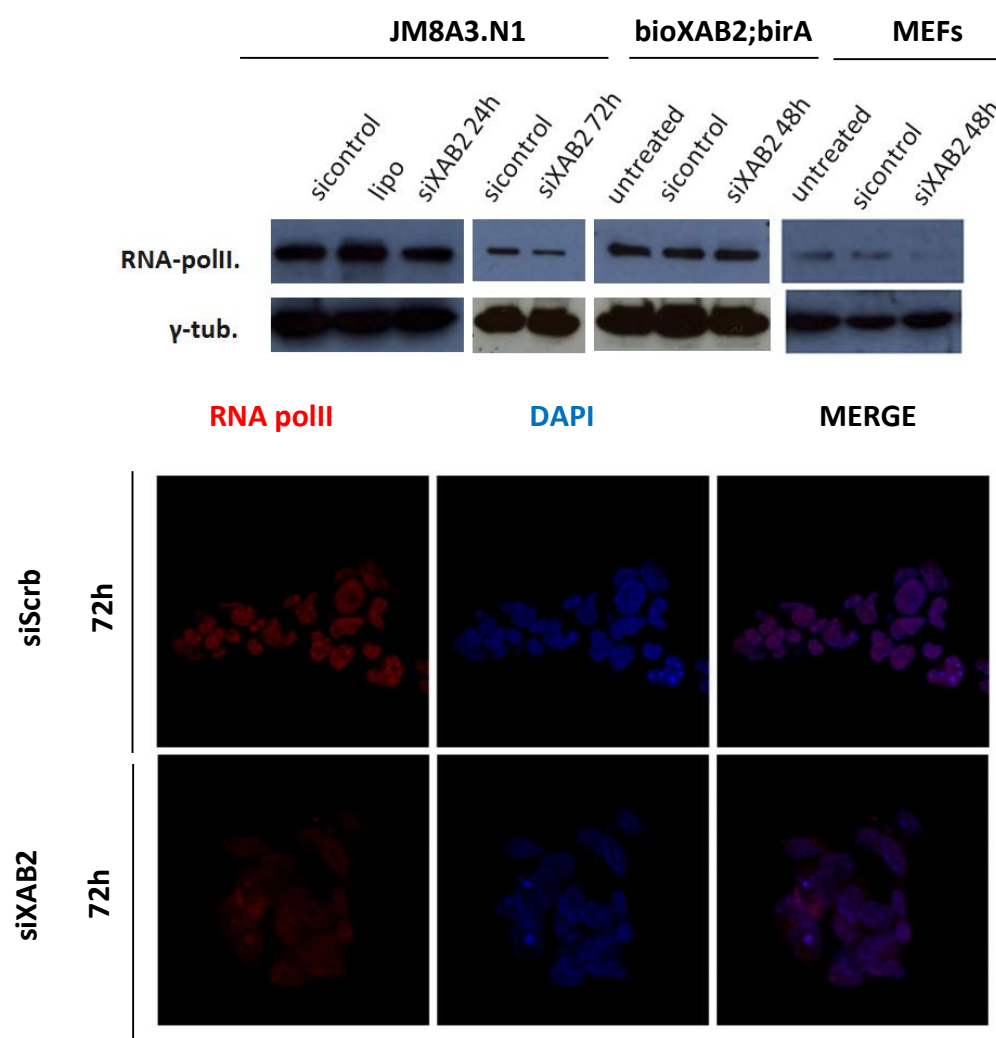 JM8A3.N1 bioXAB2;birA MEFs
sicontrol lipo siXAB2 24h sicontrol siXAB2 72h untreated sicontrol siXAB2 48h untreated sicontrol siXAB2 48h
RNA-polII.
γ-tub.
RNA polII DAPI MERGE
siScrb 72h
siXAB2 72h